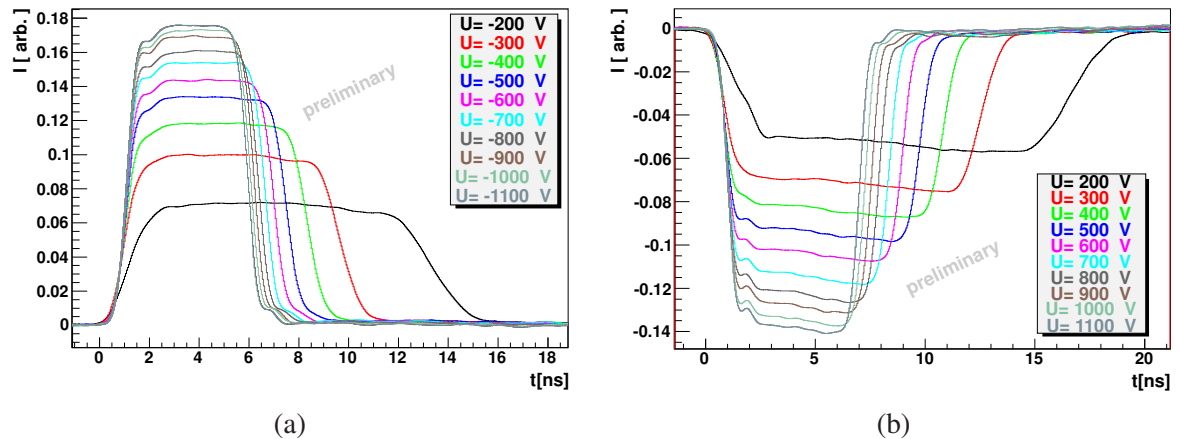 I [ arb. ]
0.18
0.16
0.14
0.12
0.1
0.08
0.06
0.04
0.02
0
0 2 4 6 8 10 12 14 16 18
t[ns]
preliminary
U= -200 V
U= -300 V
U= -400 V
U= -500 V
U= -600 V
U= -700 V
U= -800 V
U= -900 V
U= -1000 V
U= -1100 V
(a)
I [ arb. ]
0
-0.02
-0.04
-0.06
-0.08
-0.1
-0.12
-0.14
0 5 10 15 20
t[ns]
preliminary
U= 200 V
U= 300 V
U= 400 V
U= 500 V
U= 600 V
U= 700 V
U= 800 V
U= 900 V
U= 1000 V
U= 1100 V
(b)